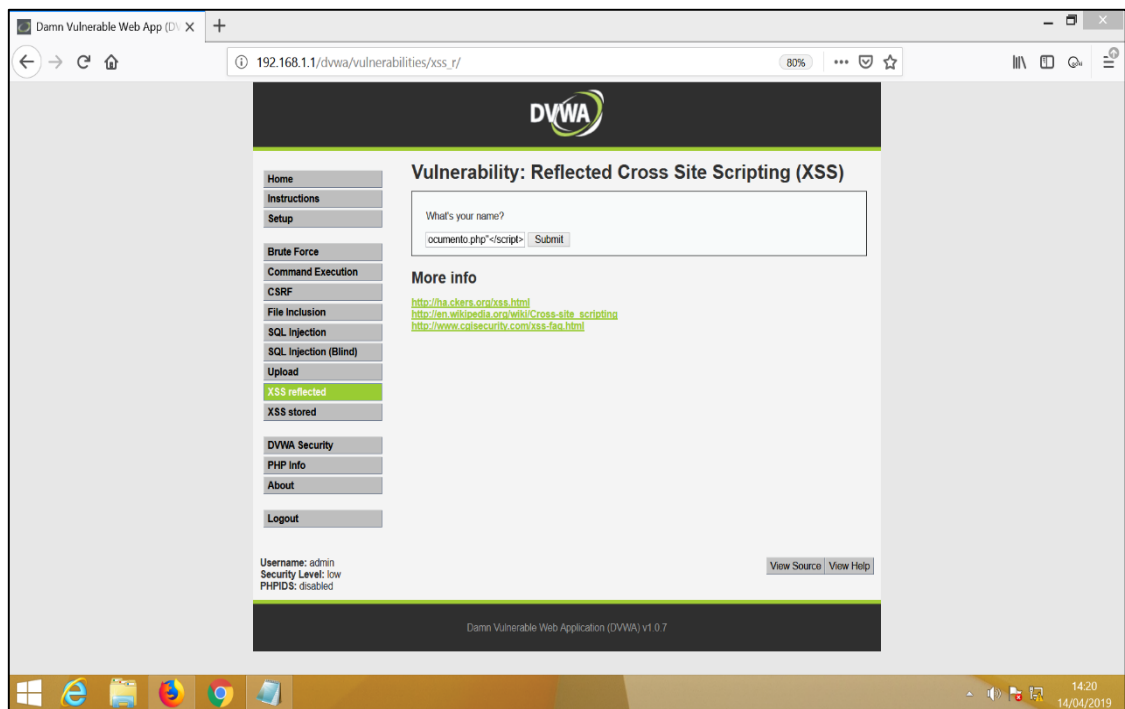 Damn Vulnerable Web App (DV
192.168.1.1/dvwa/vulnerabilities/xss_r/
80%
DVWA
Home
Instructions
Setup
Brute Force
Command Execution
CSRF
File Inclusion
SQL Injection
SQL Injection (Blind)
Upload
XSS reflected
XSS stored
DVWA Security
PHP Info
About
Logout
Vulnerability: Reflected Cross Site Scripting (XSS)
What's your name?
ocumento.php"</script> Submit
More info
http://ha.ckers.org/xss.html
http://en.wikipedia.org/wiki/Cross-site_scripting
http://www.cgisecurity.com/xss-faq.html
Username: admin
Security Level: low
PHPIDS: disabled
View Source View Help
Damn Vulnerable Web Application (DVWA) v1.0.7
14:20
14/04/2019